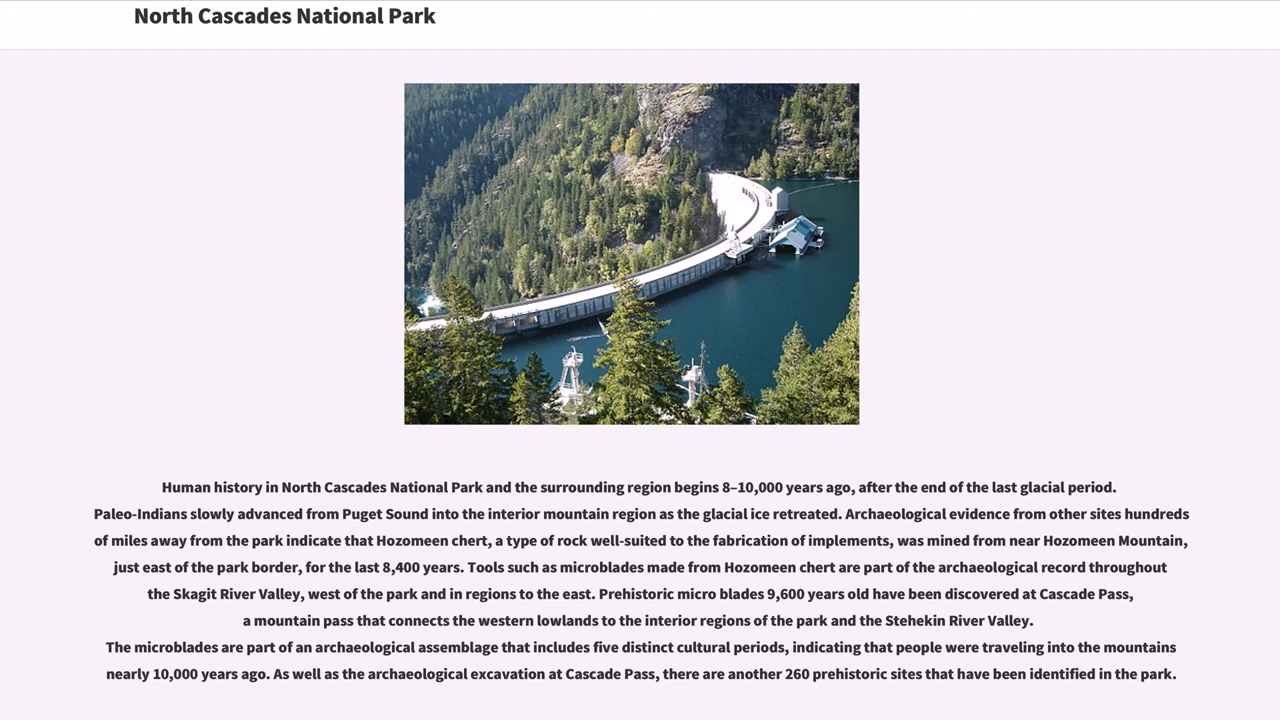 North Cascades National Park
Human history in North Cascades National Park and the surrounding region begins 8–10,000 years ago, after the end of the last glacial period.
Paleo-Indians slowly advanced from Puget Sound into the interior mountain region as the glacial ice retreated. Archaeological evidence from other sites hundreds
of miles away from the park indicate that Hozomeen chert, a type of rock well-suited to the fabrication of implements, was mined from near Hozomeen Mountain,
just east of the park border, for the last 8,400 years. Tools such as microblades made from Hozomeen chert are part of the archaeological record throughout
the Skagit River Valley, west of the park and in regions to the east. Prehistoric micro blades 9,600 years old have been discovered at Cascade Pass,
a mountain pass that connects the western lowlands to the interior regions of the park and the Stehekin River Valley.
The microblades are part of an archaeological assemblage that includes five distinct cultural periods, indicating that people were traveling into the mountains
nearly 10,000 years ago. As well as the archaeological excavation at Cascade Pass, there are another 260 prehistoric sites that have been identified in the park.